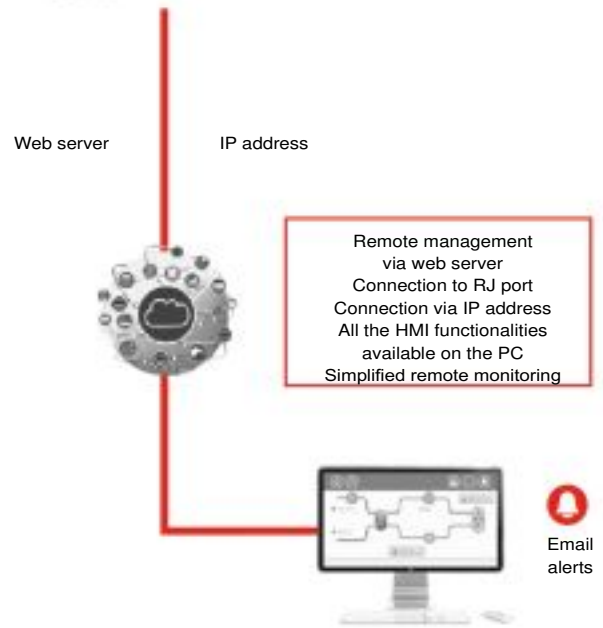 Web server
IP address
Remote management
via web server
Connection to RJ port
Connection via IP address
All the HMI functionalities
available on the PC
Simplified remote monitoring
Email
alerts